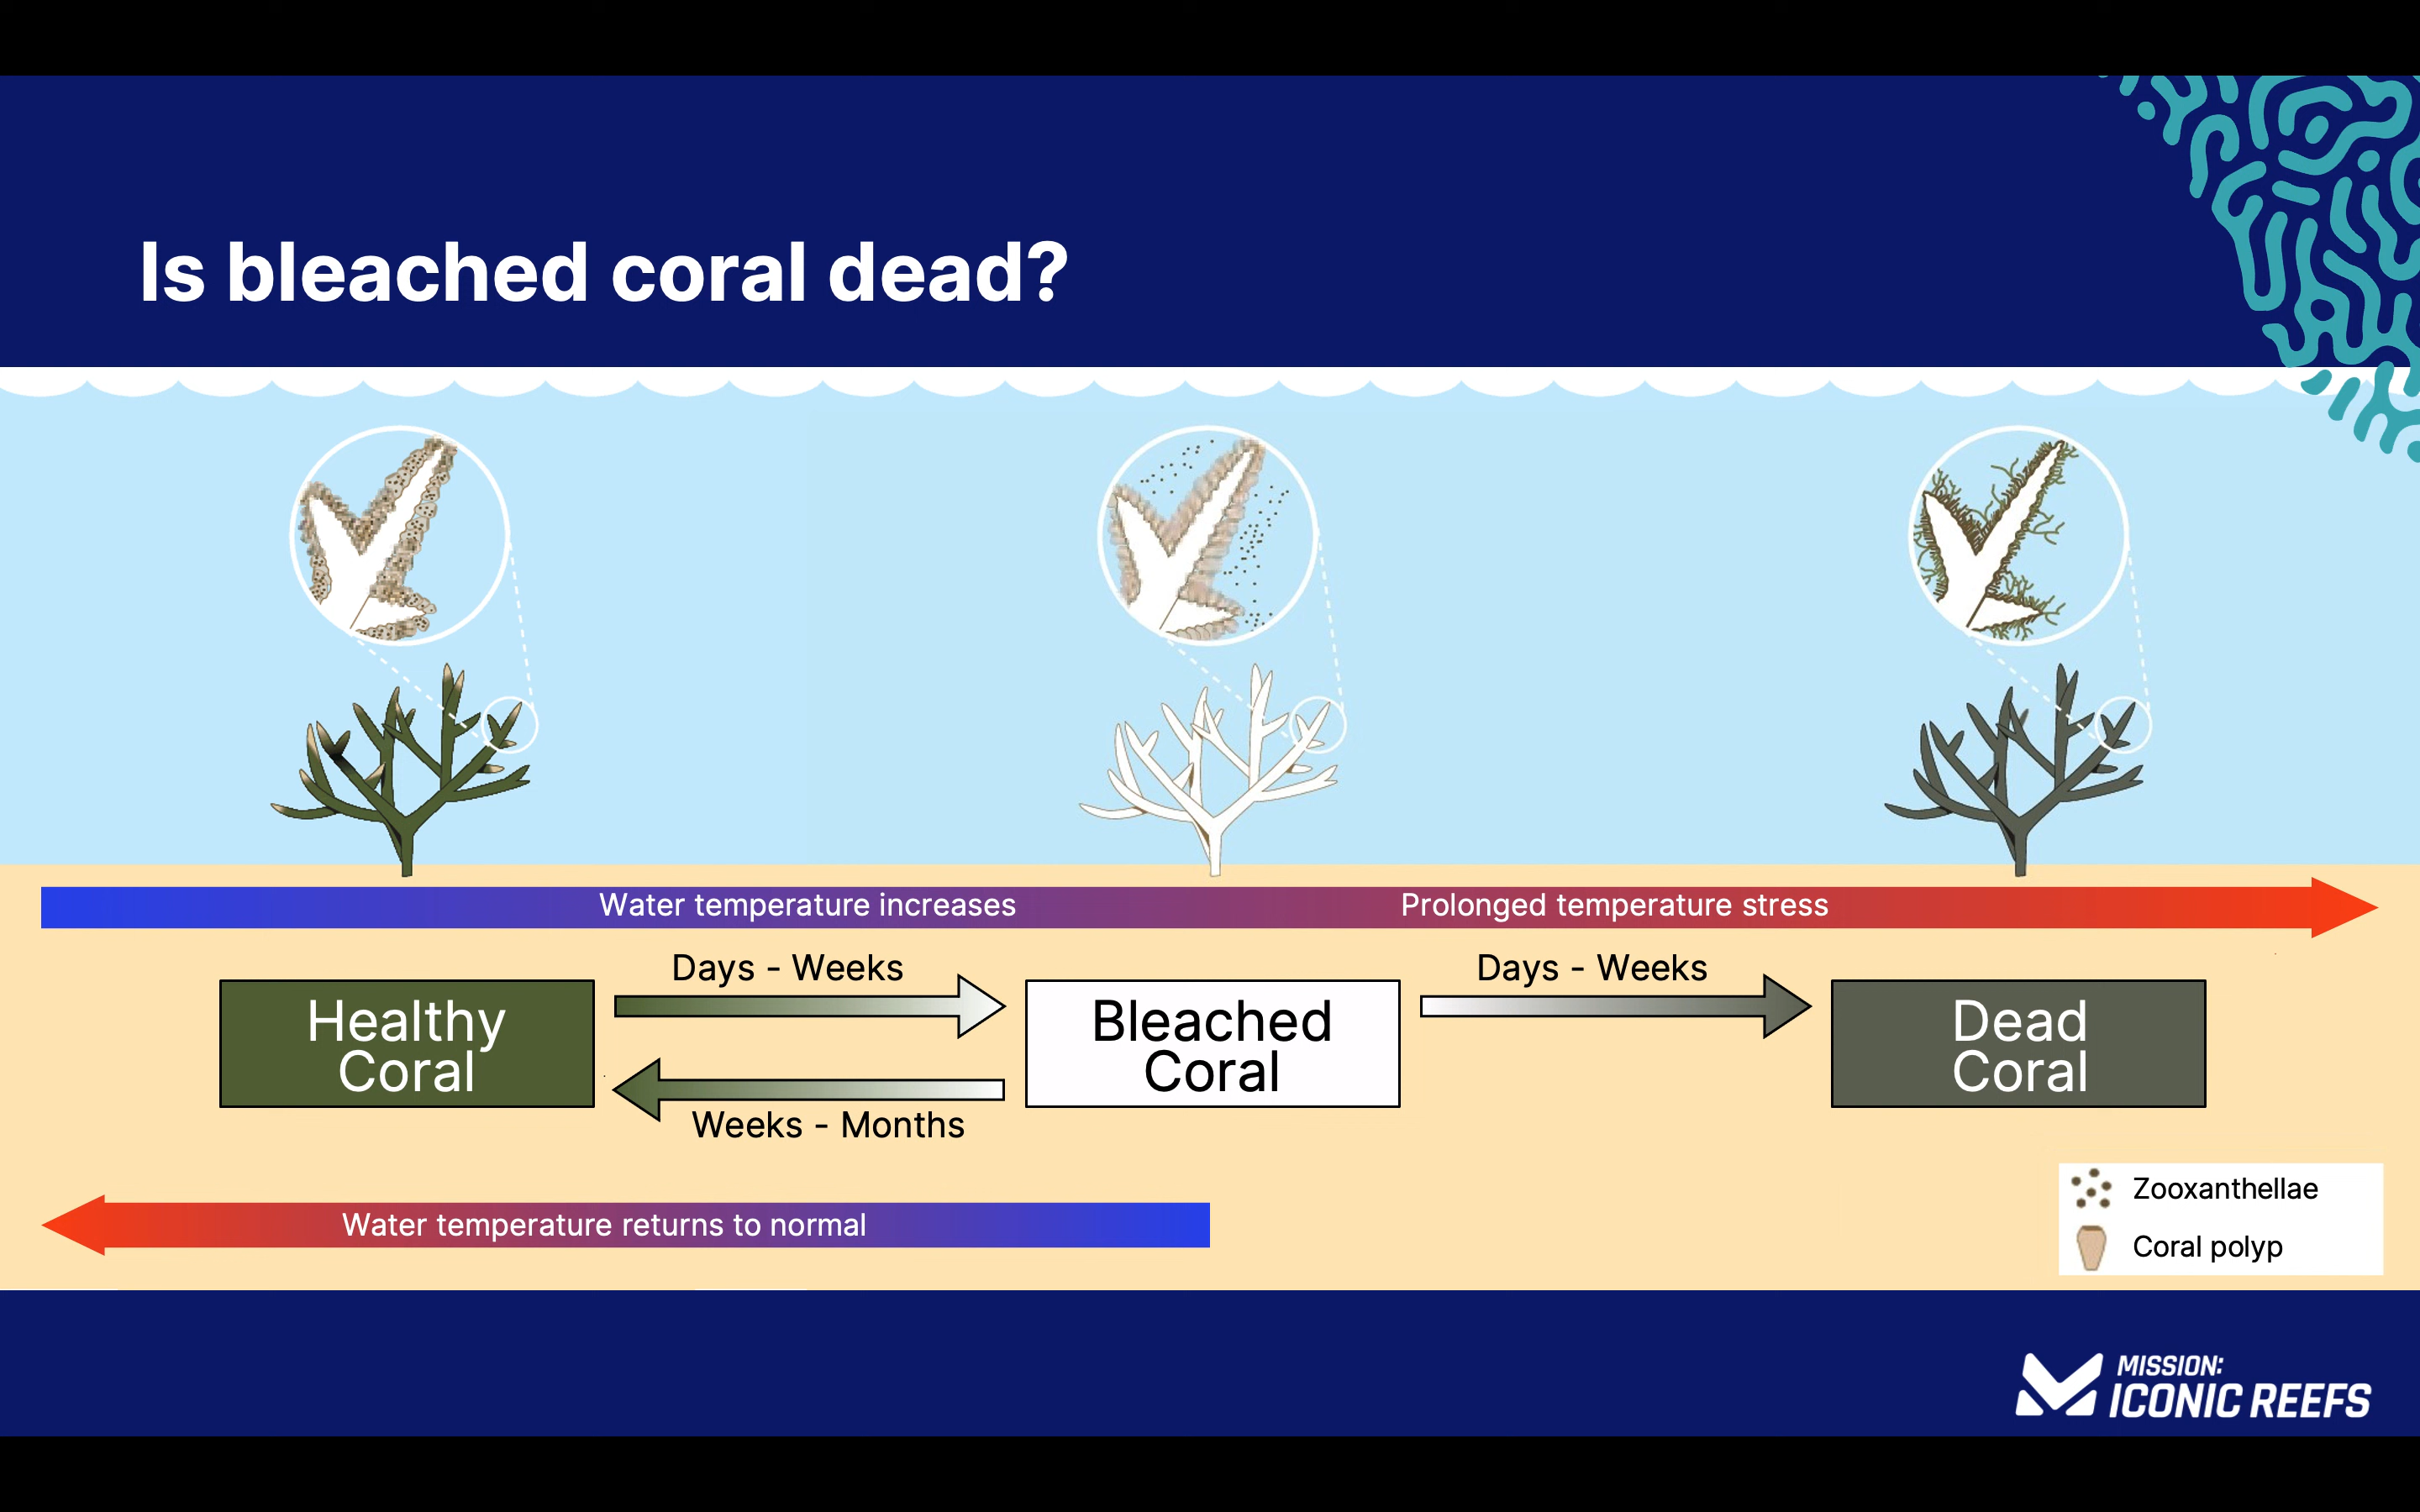 Is bleached coral dead?
Water temperature increases
Prolonged temperature stress
Days - Weeks
Days - Weeks
Healthy
Coral
Bleached
Coral
Dead
Coral
Weeks - Months
Water temperature returns to normal
Zooxanthellae
Coral polyp
MISSION:
ICONIC REEFS